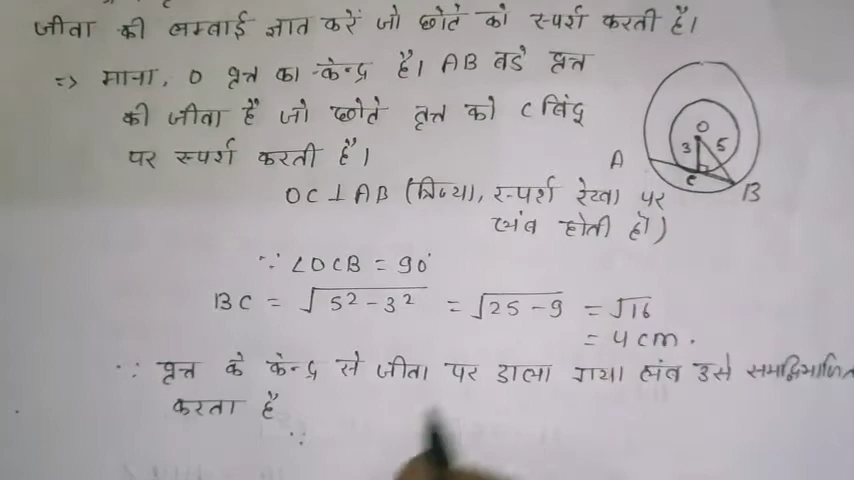 जीवा की लम्बाई ज्ञात करें जो छोटे को स्पर्श करती है।
=> माना, O वृत्त का केन्द्र है। AB बडे वृत्त
की जीवा है जो छोटे वृत्त को C बिंदु
पर स्पर्श करती है।
OC ⊥ AB (त्रिज्या, स्पर्श रेखा पर
लंब होती है)
O
3 5
A C B
∵ ∠OCB = 90°
BC = √5² - 3² = √25 - 9 = √16
= 4 cm.
∵ वृत्त के केन्द्र से जीवा पर डाला गया लंब उसे समद्विभाजित
करता है
∴